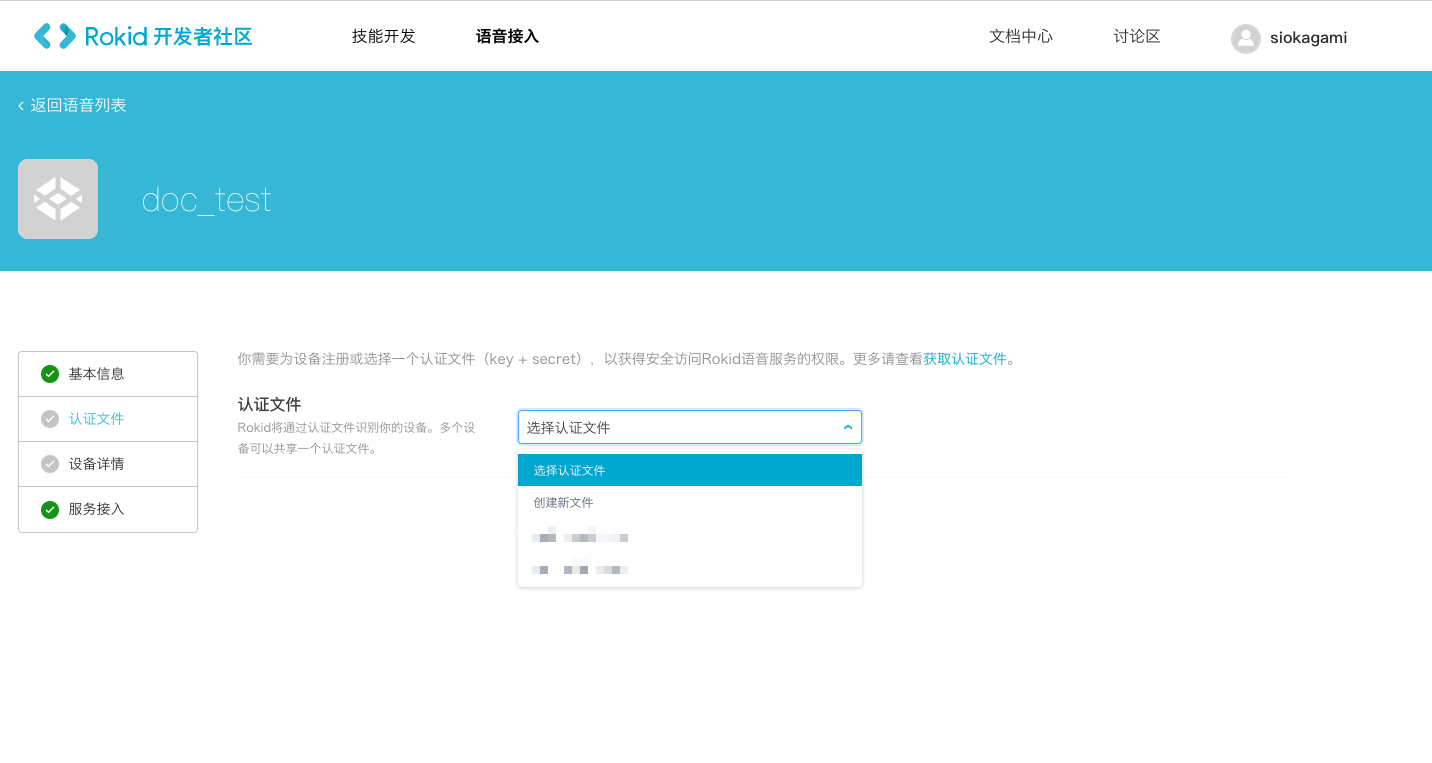 Rokid 开发者社区
技能开发
语音接入
文档中心
讨论区
siokagami
返回语音列表
doc_test
基本信息
认证文件
设备详情
服务接入
你需要为设备注册或选择一个认证文件（key + secret），以获得安全访问Rokid语音服务的权限。更多请查看获取认证文件。
认证文件
Rokid将通过认证文件识别你的设备。多个设
备可以共享一个认证文件。
选择认证文件
选择认证文件
创建新文件